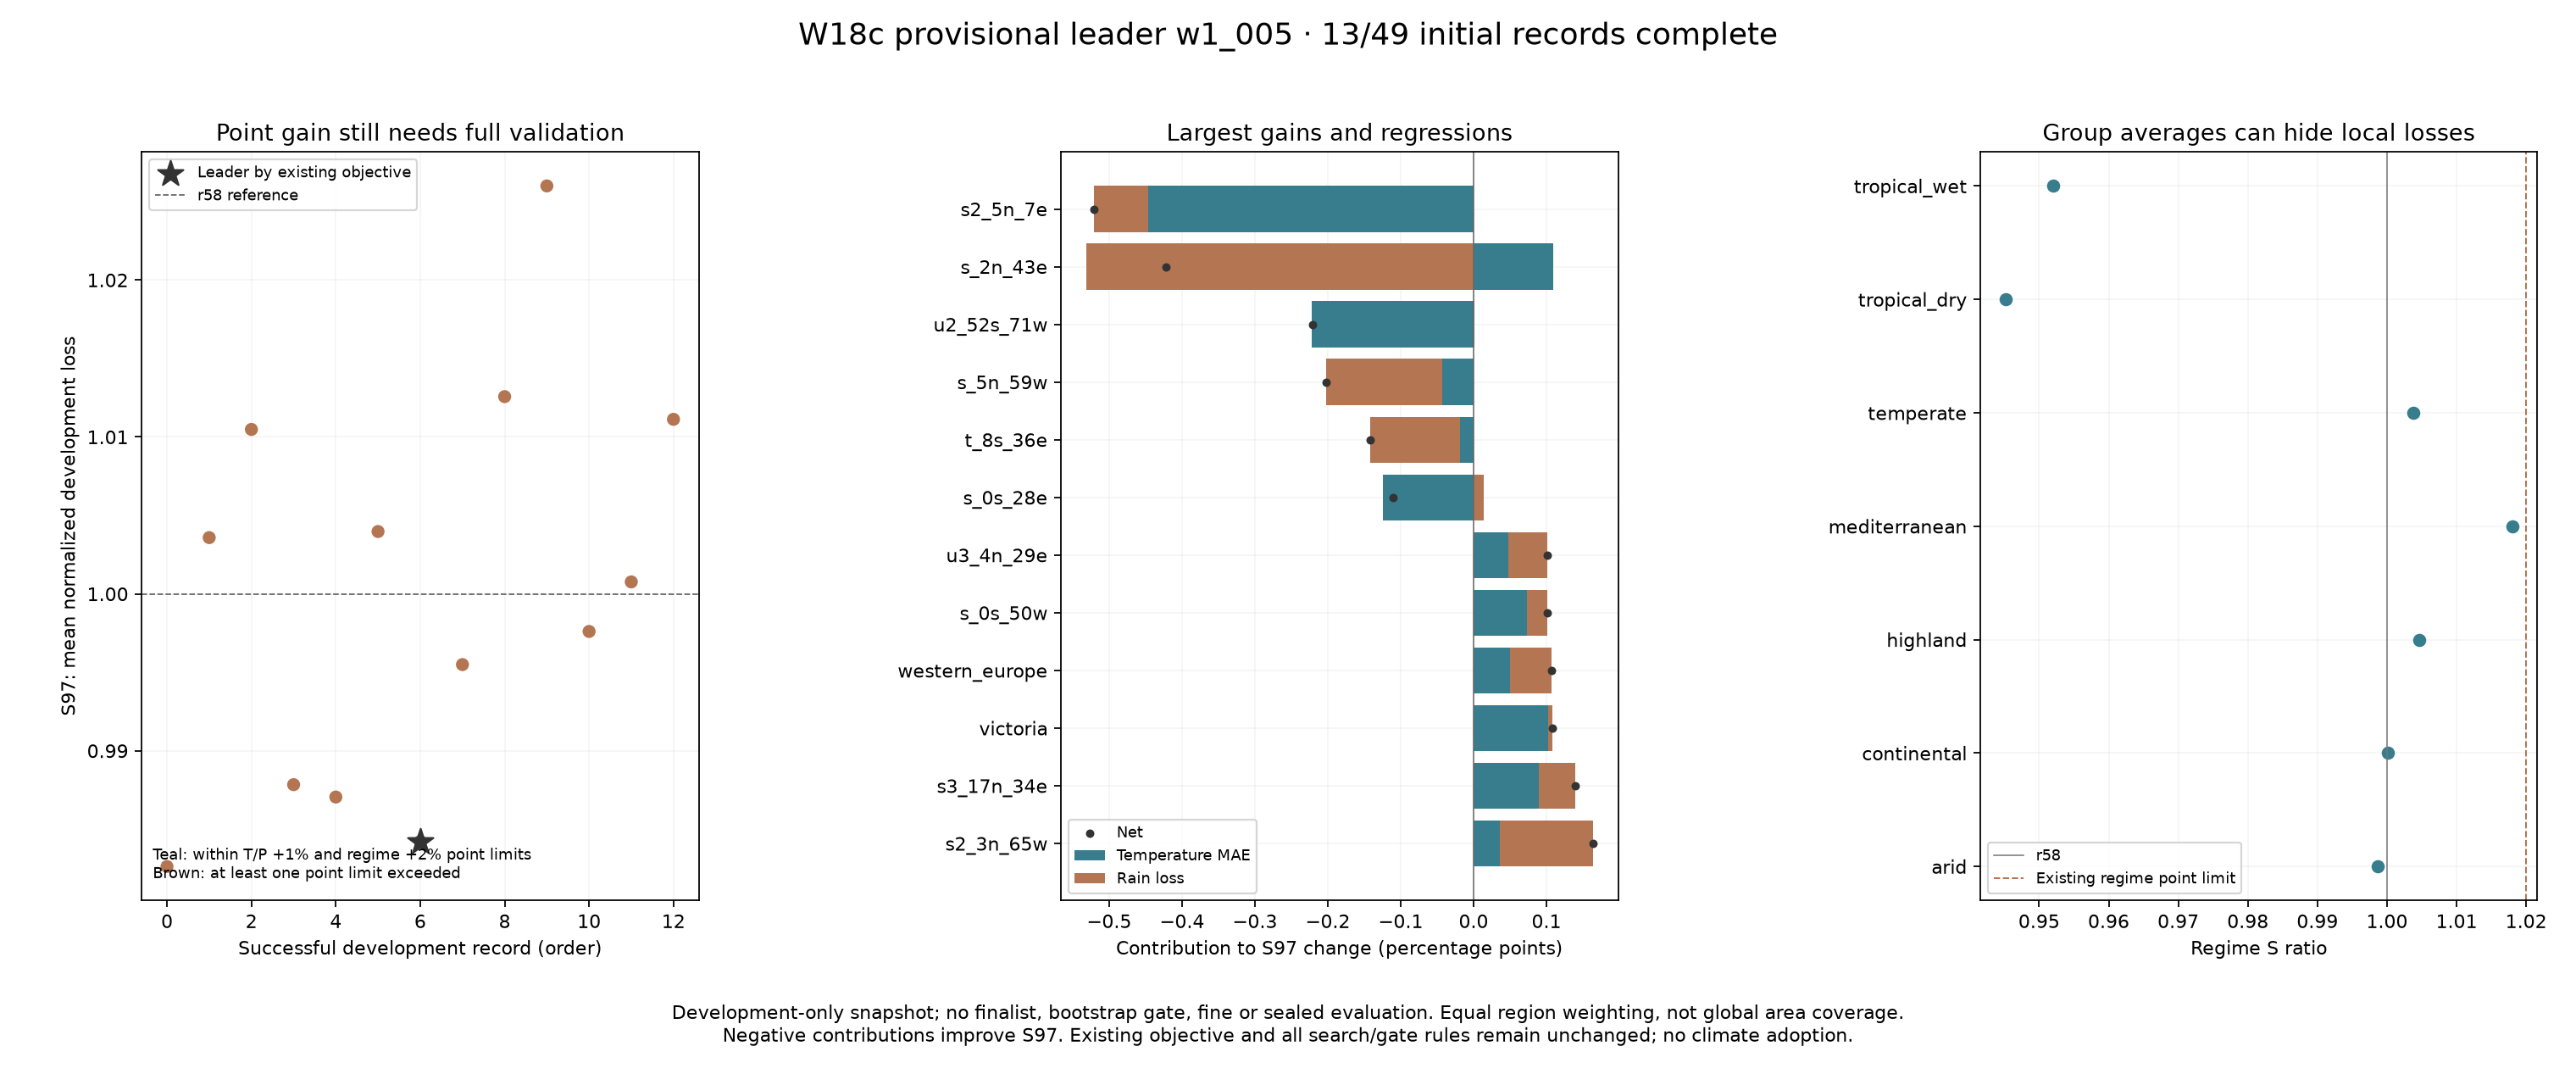 W18c provisional leader w1_005 · 13/49 initial records complete
Point gain still needs full validation
Leader by existing objective
r58 reference
S97: mean normalized development loss
1.02
1.01
1.00
0.99
Teal: within T/P +1% and regime +2% point limits
Brown: at least one point limit exceeded
0 2 4 6 8 10 12
Successful development record (order)
Largest gains and regressions
s2_5n_7e
s_2n_43e
u2_52s_71w
s_5n_59w
t_8s_36e
s_0s_28e
u3_4n_29e
s_0s_50w
western_europe
victoria
s3_17n_34e
s2_3n_65w
Net
Temperature MAE
Rain loss
−0.5 −0.4 −0.3 −0.2 −0.1 0.0 0.1
Contribution to S97 change (percentage points)
Group averages can hide local losses
tropical_wet
tropical_dry
temperate
mediterranean
highland
continental
arid
r58
Existing regime point limit
0.95 0.96 0.97 0.98 0.99 1.00 1.01 1.02
Regime S ratio
Development-only snapshot; no finalist, bootstrap gate, fine or sealed evaluation. Equal region weighting, not global area coverage.
Negative contributions improve S97. Existing objective and all search/gate rules remain unchanged; no climate adoption.